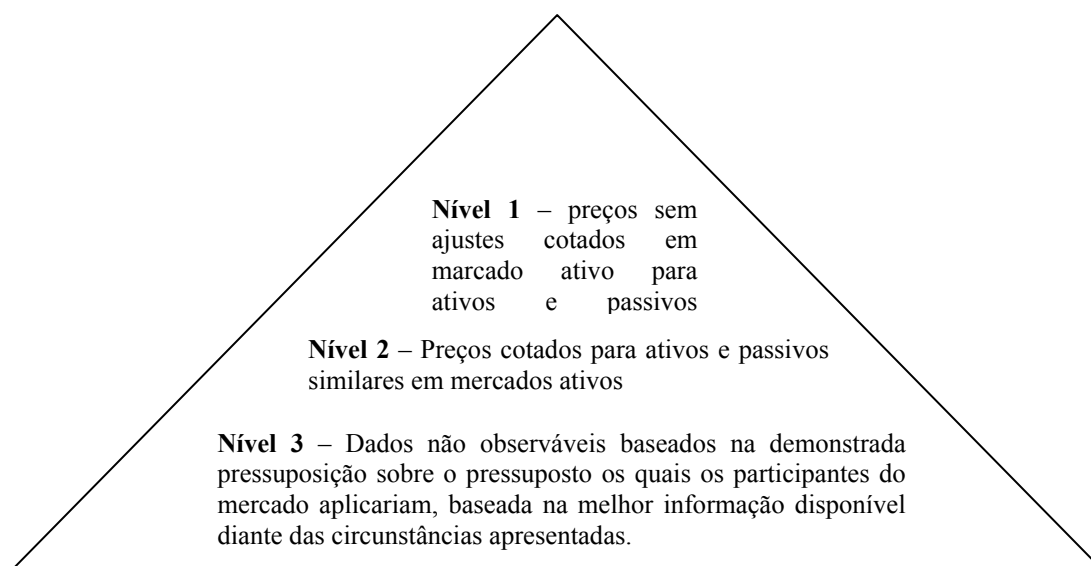 Nível 1 – preços sem
ajustes cotados em
marcado ativo para
ativos e passivos
Nível 2 – Preços cotados para ativos e passivos
similares em mercados ativos
Nível 3 – Dados não observáveis baseados na demonstrada
pressuposição sobre o pressuposto os quais os participantes do
mercado aplicariam, baseada na melhor informação disponível
diante das circunstâncias apresentadas.